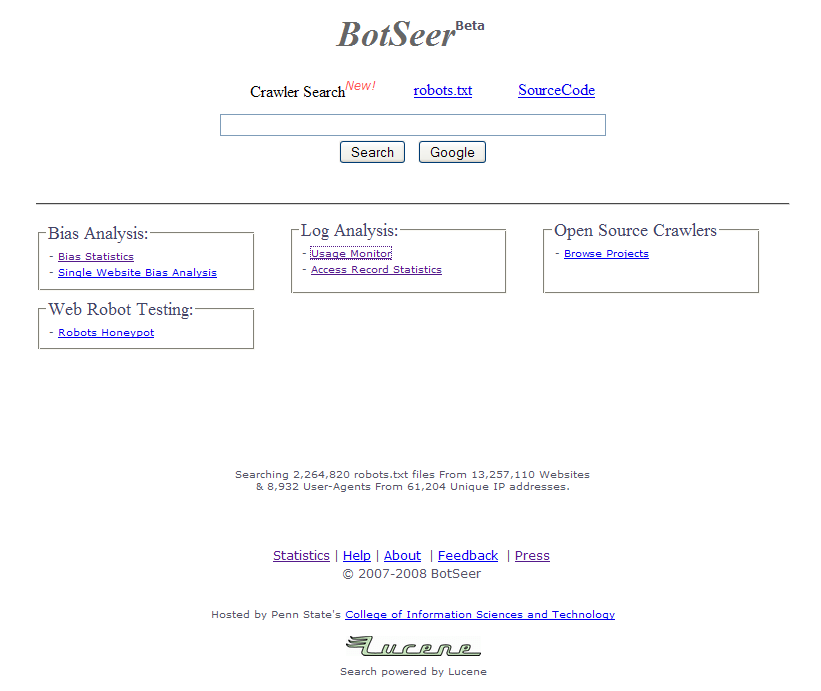 BotSeer Beta
Crawler Search New! robots.txt SourceCode
Search Google
Bias Analysis:
- Bias Statistics
- Single Website Bias Analysis
Log Analysis:
- Usage Monitor
- Access Record Statistics
Open Source Crawlers
- Browse Projects
Web Robot Testing:
- Robots Honeypot
Searching 2,264,820 robots.txt files From 13,257,110 Websites
& 8,932 User-Agents From 61,204 Unique IP addresses.
Statistics | Help | About | Feedback | Press
© 2007-2008 BotSeer
Hosted by Penn State's College of Information Sciences and Technology
Lucene
Search powered by Lucene